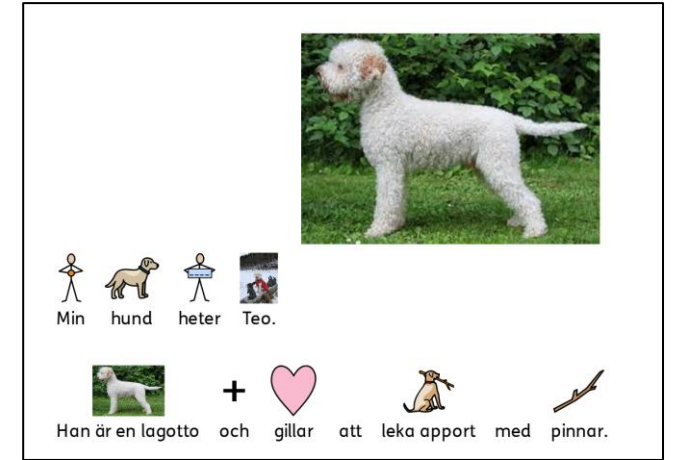 Min hund heter Teo.
Han är en lagotto och gillar att leka apport med pinnar.